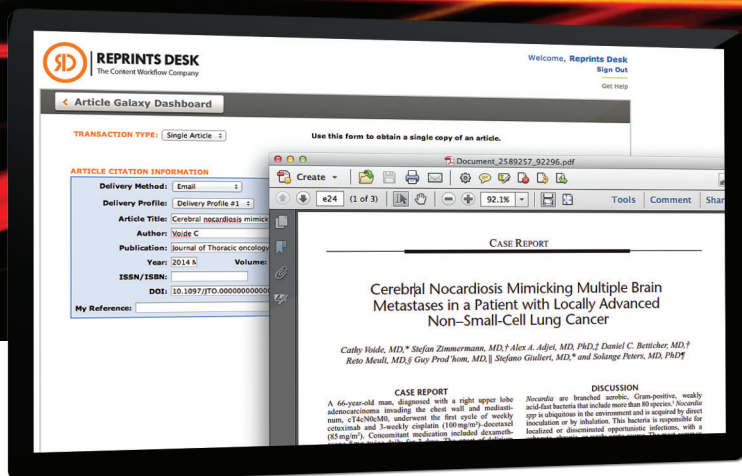 REPRINTS DESK
The Content Workflow Company
Welcome, Reprints Desk
Sign Out
Get Help
Article Galaxy Dashboard
TRANSACTION TYPE: Single Article
Use this form to obtain a single copy of an article.
ARTICLE CITATION INFORMATION
Delivery Method: Email
Delivery Profile: Delivery Profile #1
Article Title: Cerebral nocardiosis mimick
Author: Voide C
Publication: Journal of Thoracic oncology
Year: 2014 M Volume:
ISSN/ISBN:
DOI: 10.1097/JTO.
My Reference:
Document_2589257_92296.pdf
Create
e24 (1 of 3) 92.1% Tools Comment Shar
CASE REPORT
Cerebral Nocardiosis Mimicking Multiple Brain
Metastases in a Patient with Locally Advanced
Non–Small-Cell Lung Cancer
Cathy Voide, MD,* Stefan Zimmermann, MD,† Alex A. Adjei, MD, PhD,‡ Daniel C. Betticher, MD,†
Reto Meuli, MD,§ Guy Prod'hom, MD,|| Stefano Giulieri, MD,* and Solange Peters, MD, PhD¶
CASE REPORT
A 66-year-old man, diagnosed with a right upper lobe
adenocarcinoma invading the chest wall and mediasti-
num, cT4cN0cM0, underwent the first cycle of weekly
cetuximab and 3-weekly cisplatin (100 mg/m²)–docetaxel
(85 mg/m²). Concomitant medication included dexameth-
DISCUSSION
Nocardia are branched aerobic, Gram-positive, weakly
acid-fast bacteria that include more than 80 species.¹ Nocardia
spp is ubiquitous in the environment and is acquired by direct
inoculation or by inhalation. This bacteria is responsible for
localized or disseminated opportunistic infections, with a